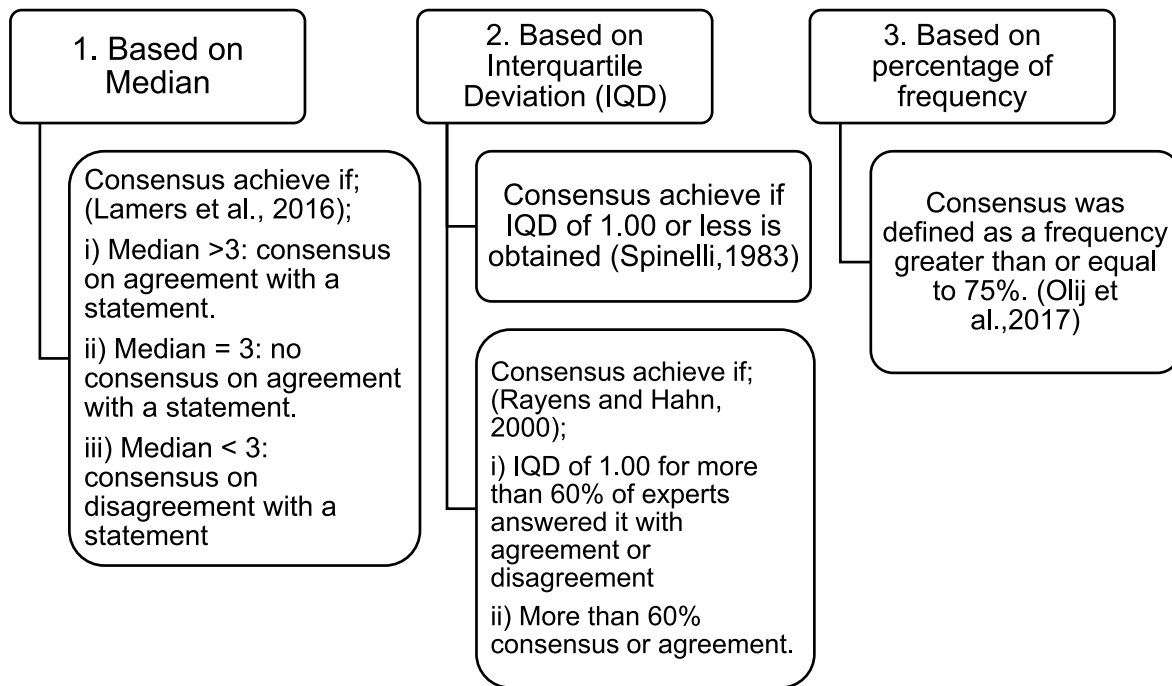 1. Based on
Median
Consensus achieve if;
(Lamers et al., 2016);
i) Median >3: consensus
on agreement with a
statement.
ii) Median = 3: no
consensus on agreement
with a statement.
iii) Median < 3:
consensus on
disagreement with a
statement
2. Based on
Interquartile
Deviation (IQD)
Consensus achieve if
IQD of 1.00 or less is
obtained (Spinelli,1983)
Consensus achieve if;
(Rayens and Hahn,
2000);
i) IQD of 1.00 for more
than 60% of experts
answered it with
agreement or
disagreement
ii) More than 60%
consensus or agreement.
3. Based on
percentage of
frequency
Consensus was
defined as a frequency
greater than or equal
to 75%. (Olij et
al.,2017)